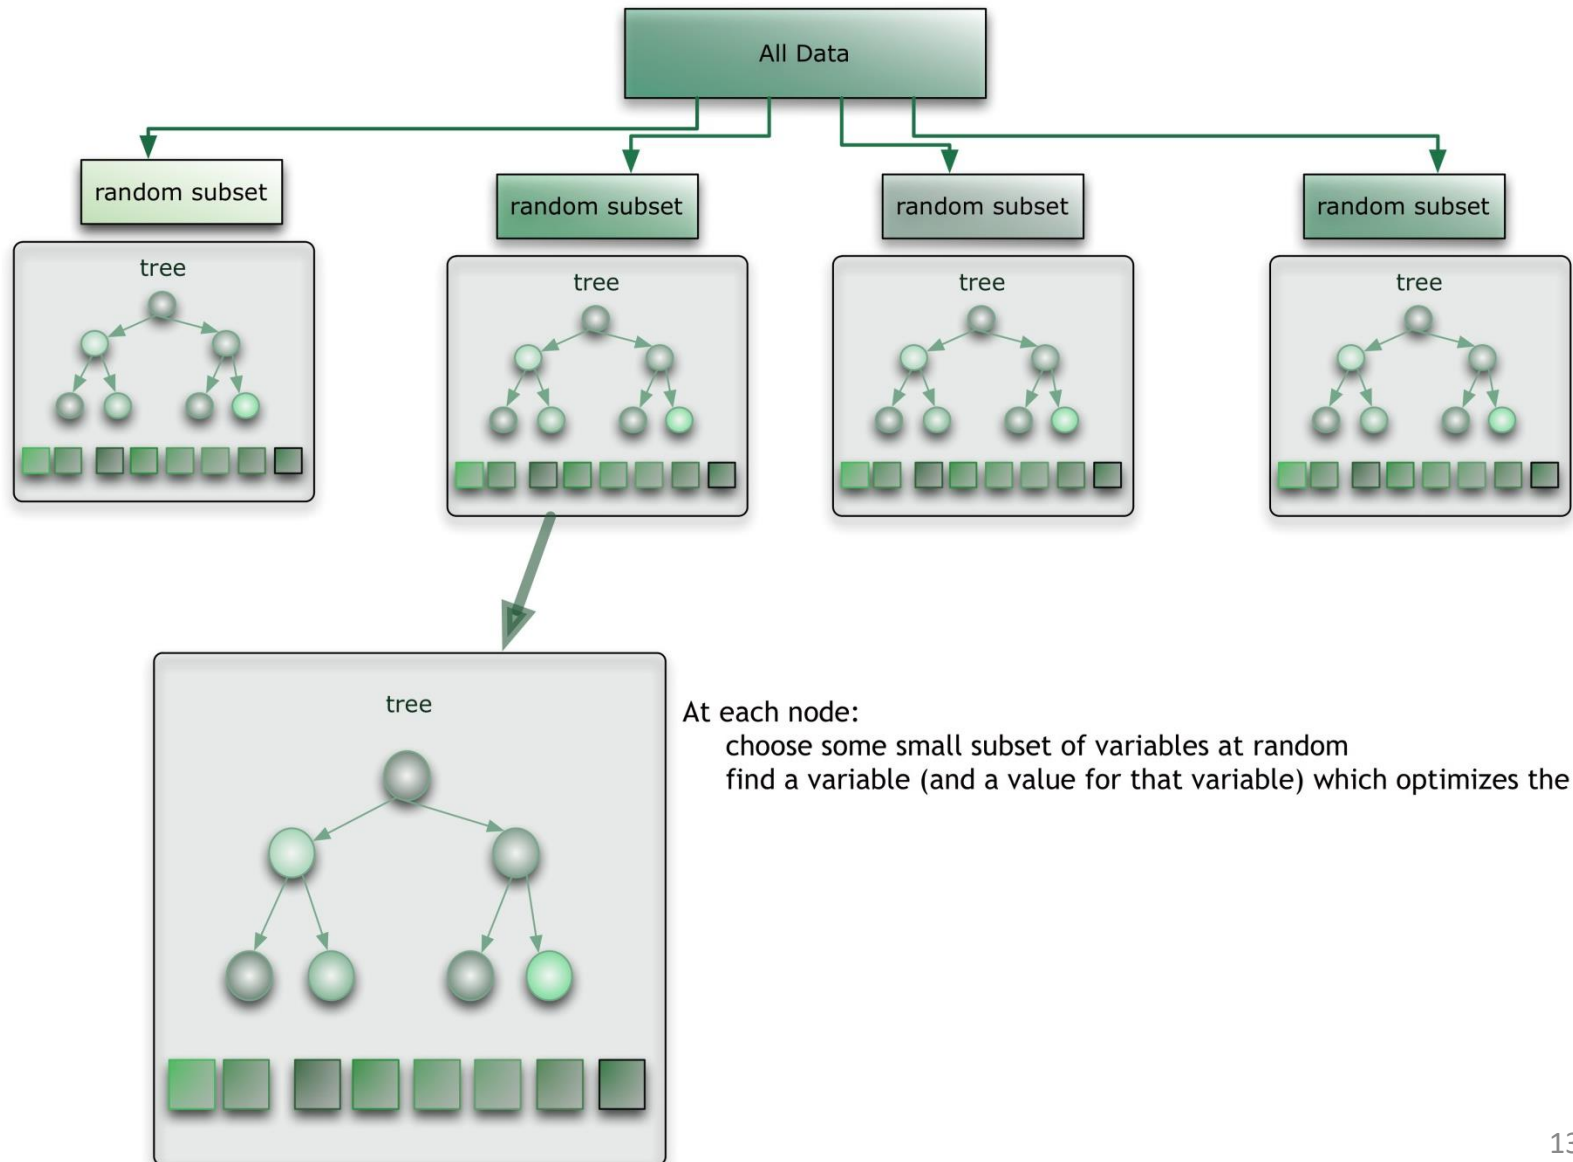 All Data
random subset
random subset
random subset
random subset
tree
tree
tree
tree
tree
At each node:
choose some small subset of variables at random
find a variable (and a value for that variable) which optimizes the
13